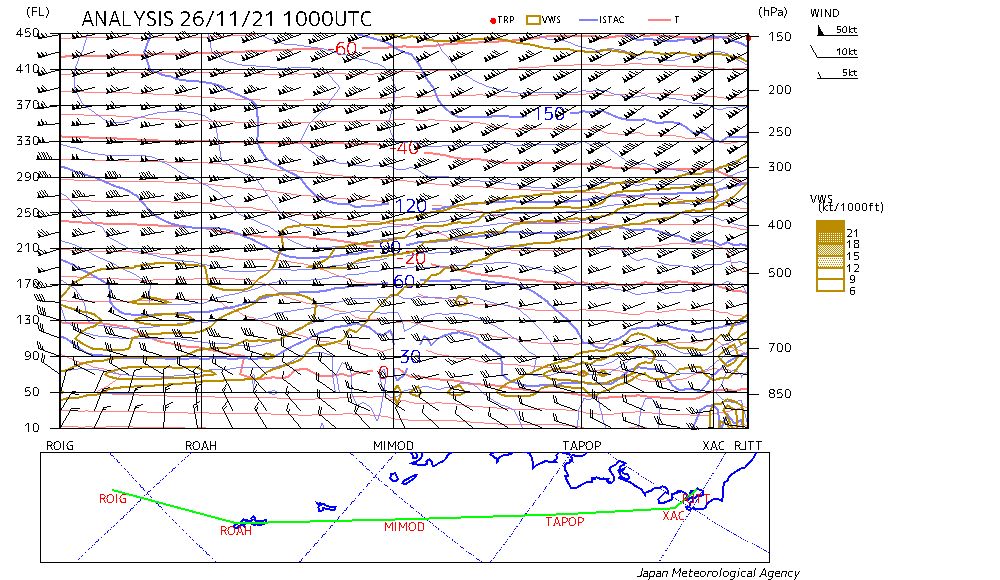 (FL) ANALYSIS 26/11/21 1000UTC TRP VWS ISTAC T (hPa) WIND
450 -60 150
50kt
10kt
410
5kt
200
370
150
250
330
-40
300
290
120
VWS
(kt/1000ft)
250
400
21
210
90
18
-20
15
500
12
170
60
9
6
130
700
90
30
0
50
850
10
ROIG ROAH MIMOD TAPOP XAC RJTT
ROIG
RJTT
XAC
TAPOP
MIMOD
ROAH
Japan Meteorological Agency